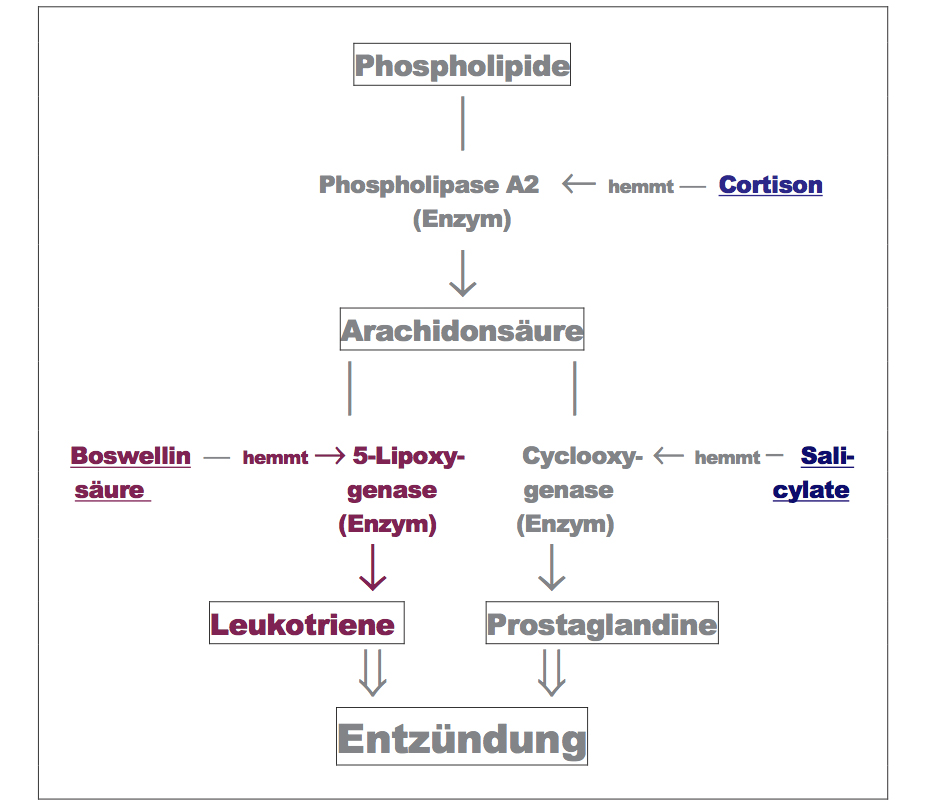 Phospholipide
Phospholipase A2 ← hemmt — Cortison
(Enzym)
Arachidonsäure
Boswellin — hemmt → 5-Lipoxy- Cyclooxy- ← hemmt — Sali-
säure genase genase cylate
(Enzym) (Enzym)
Leukotriene Prostaglandine
Entzündung